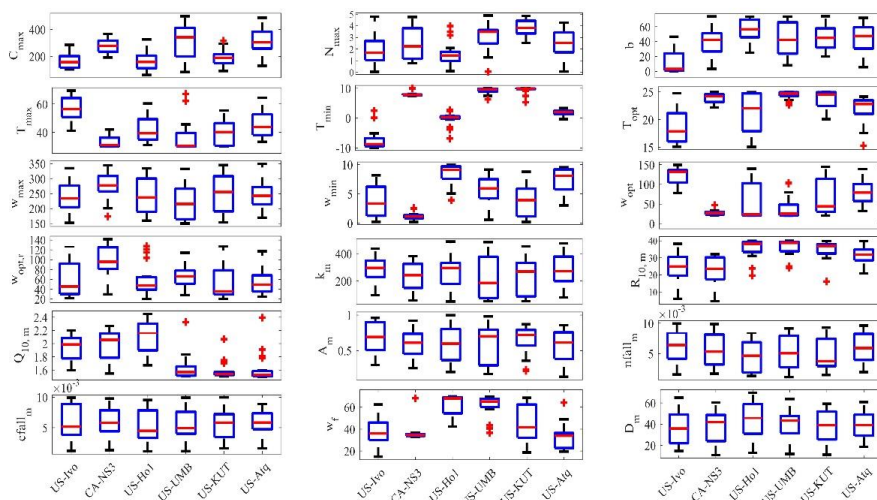 C_max 400 200
N_max 5 4 3 2 1 0
b 60 40 20 0
T_max 60 40
T_min 10 0 -10
T_opt 25 20 15
w_max 350 300 250 200 150
w_min 10 5 0
w_opt 150 100 50 0
w_opt,r 140 120 100 80 60 40 20
k_m 400 200 0
R_10, m 40 30 20 10
Q_10, m 2.4 2 1.6
A_m 1 0.5
nfall_m 10 5 ×10^-3
cfall_m 10 5 ×10^-3
w_f 60 40 20
D_m 60 40 20
US-Ivo CA-NS3 US-Ho1 US-UMB US-KUT US-Atq
US-Ivo CA-NS3 US-Ho1 US-UMB US-KUT US-Atq
US-Ivo CA-NS3 US-Ho1 US-UMB US-KUT US-Atq